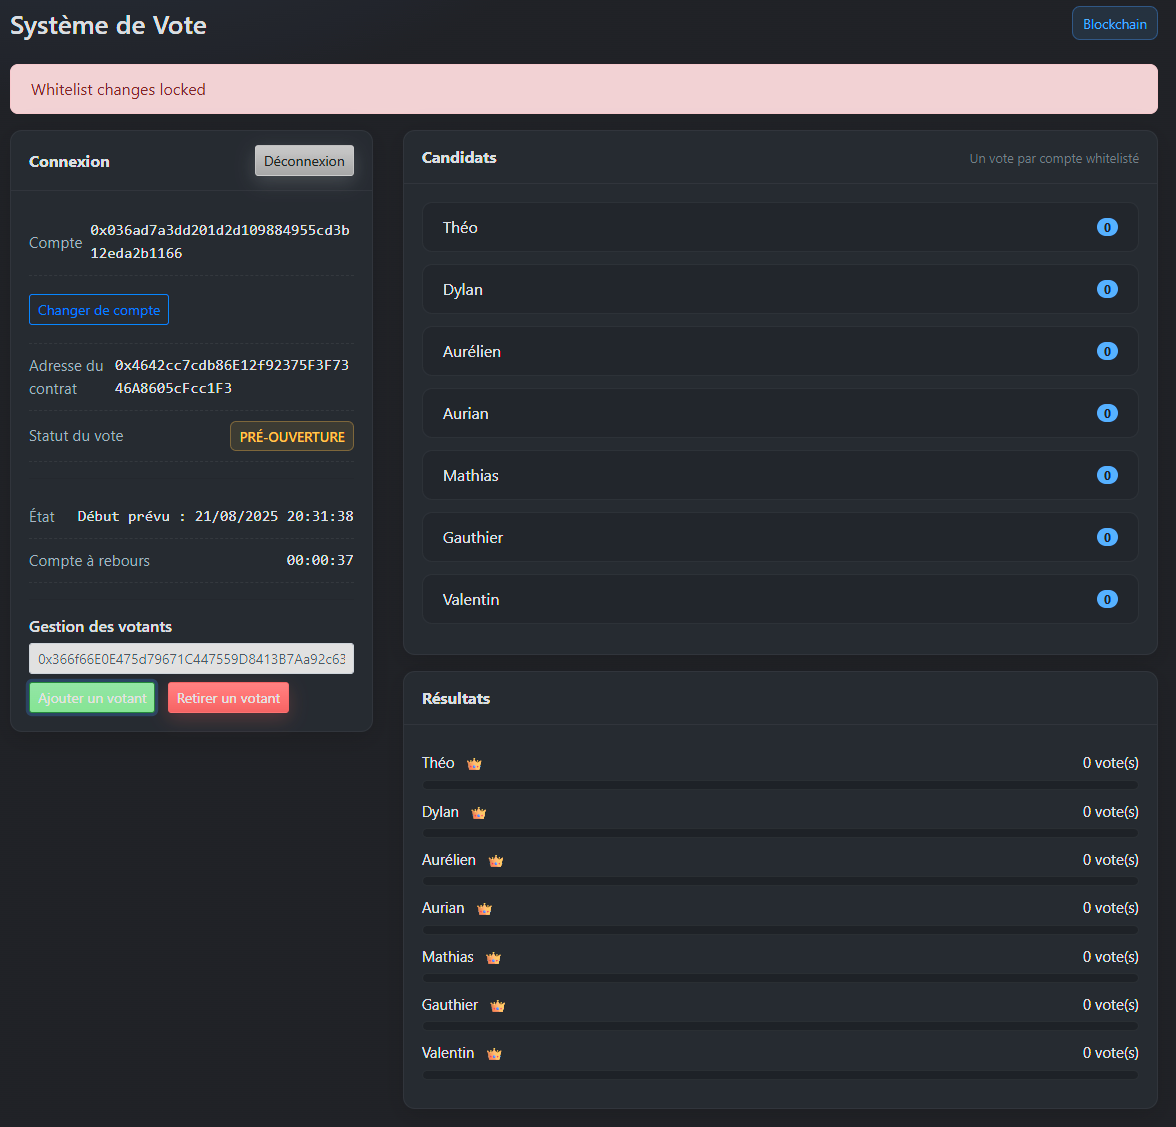 Système de Vote
Blockchain
Whitelist changes locked
Connexion
Déconnexion
Compte
0x036ad7a3dd201d2d109884955cd3b
12eda2b1166
Changer de compte
Adresse du
contrat
0x4642cc7cdb86E12f92375F3F73
46A8605cFcc1F3
Statut du vote
PRÉ-OUVERTURE
État
Début prévu : 21/08/2025 20:31:38
Compte à rebours
00:00:37
Gestion des votants
0x366f66E0E475d79671C447559D8413B7Aa92c63
Ajouter un votant
Retirer un votant
Candidats
Un vote par compte whitelisté
Théo
0
Dylan
0
Aurélien
0
Aurian
0
Mathias
0
Gauthier
0
Valentin
0
Résultats
Théo
0 vote(s)
Dylan
0 vote(s)
Aurélien
0 vote(s)
Aurian
0 vote(s)
Mathias
0 vote(s)
Gauthier
0 vote(s)
Valentin
0 vote(s)